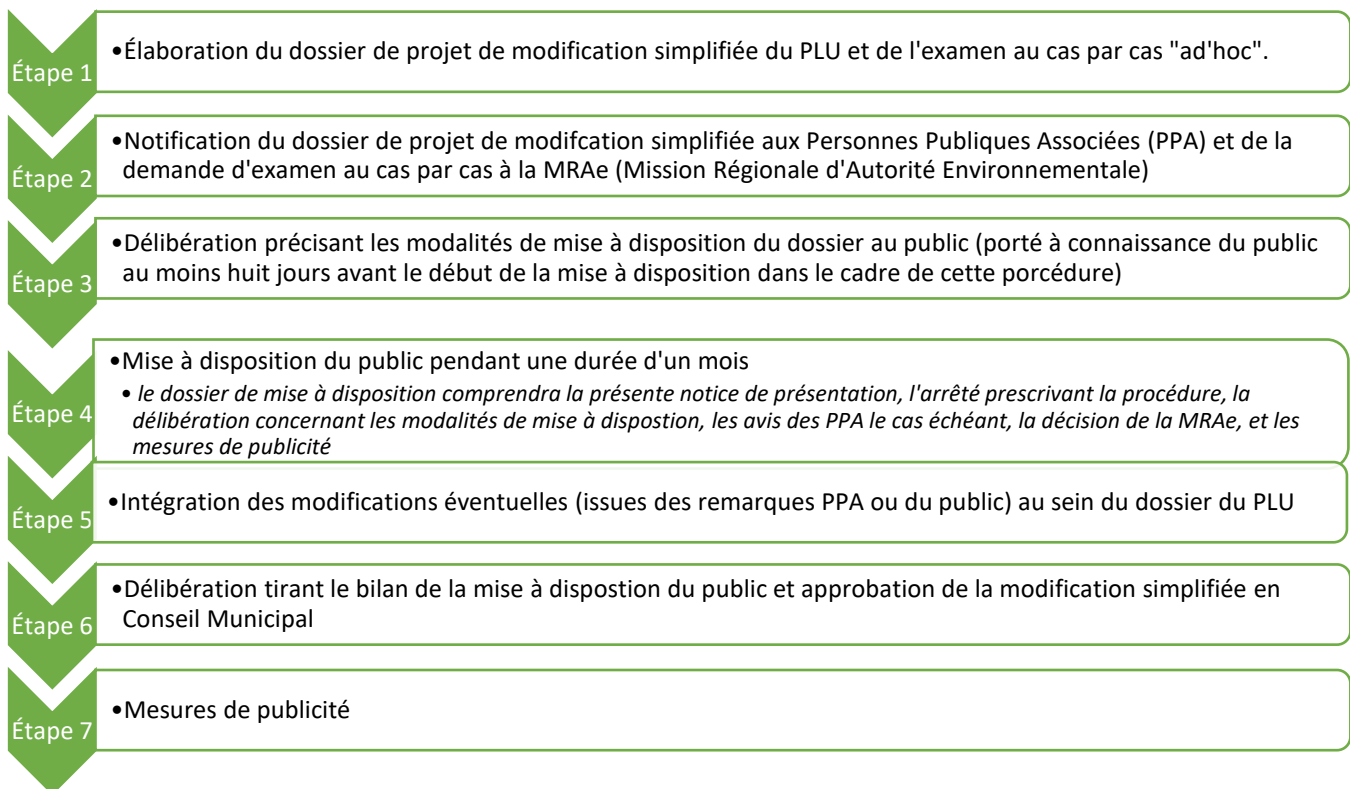 Étape 1
•Élaboration du dossier de projet de modification simplifiée du PLU et de l'examen au cas par cas "ad'hoc".
Étape 2
•Notification du dossier de projet de modifcation simplifiée aux Personnes Publiques Associées (PPA) et de la
demande d'examen au cas par cas à la MRAe (Mission Régionale d'Autorité Environnementale)
Étape 3
•Délibération précisant les modalités de mise à disposition du dossier au public (porté à connaissance du public
au moins huit jours avant le début de la mise à disposition dans le cadre de cette porcédure)
Étape 4
•Mise à disposition du public pendant une durée d'un mois
• le dossier de mise à disposition comprendra la présente notice de présentation, l'arrêté prescrivant la procédure, la
délibération concernant les modalités de mise à dispostion, les avis des PPA le cas échéant, la décision de la MRAe, et les
mesures de publicité
Étape 5
•Intégration des modifications éventuelles (issues des remarques PPA ou du public) au sein du dossier du PLU
Étape 6
•Délibération tirant le bilan de la mise à dispostion du public et approbation de la modification simplifiée en
Conseil Municipal
Étape 7
•Mesures de publicité